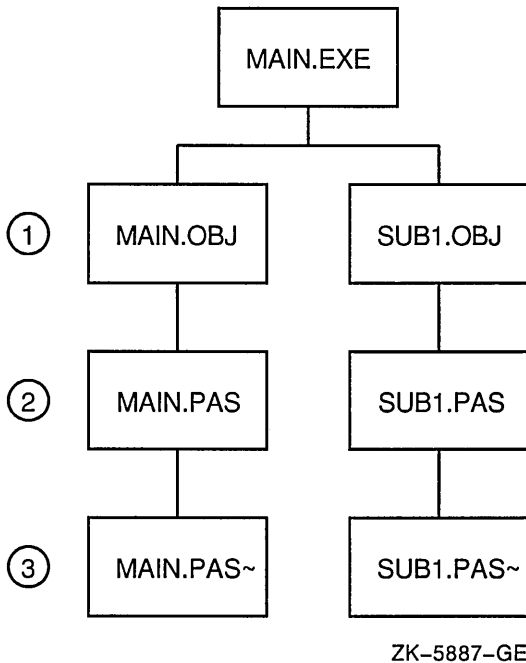 MAIN.EXE
1 MAIN.OBJ SUB1.OBJ
2 MAIN.PAS SUB1.PAS
3 MAIN.PAS~ SUB1.PAS~
ZK–5887–GE